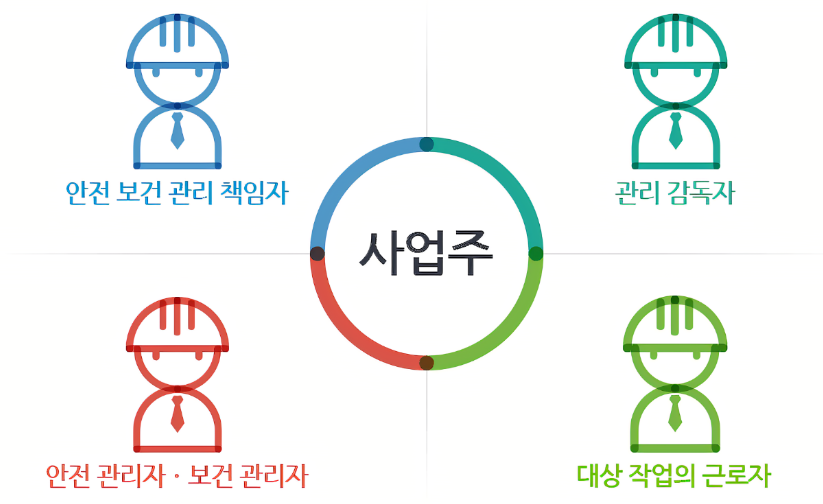 안전 보건 관리 책임자
관리 감독자
사업주
안전 관리자 · 보건 관리자
대상 작업의 근로자